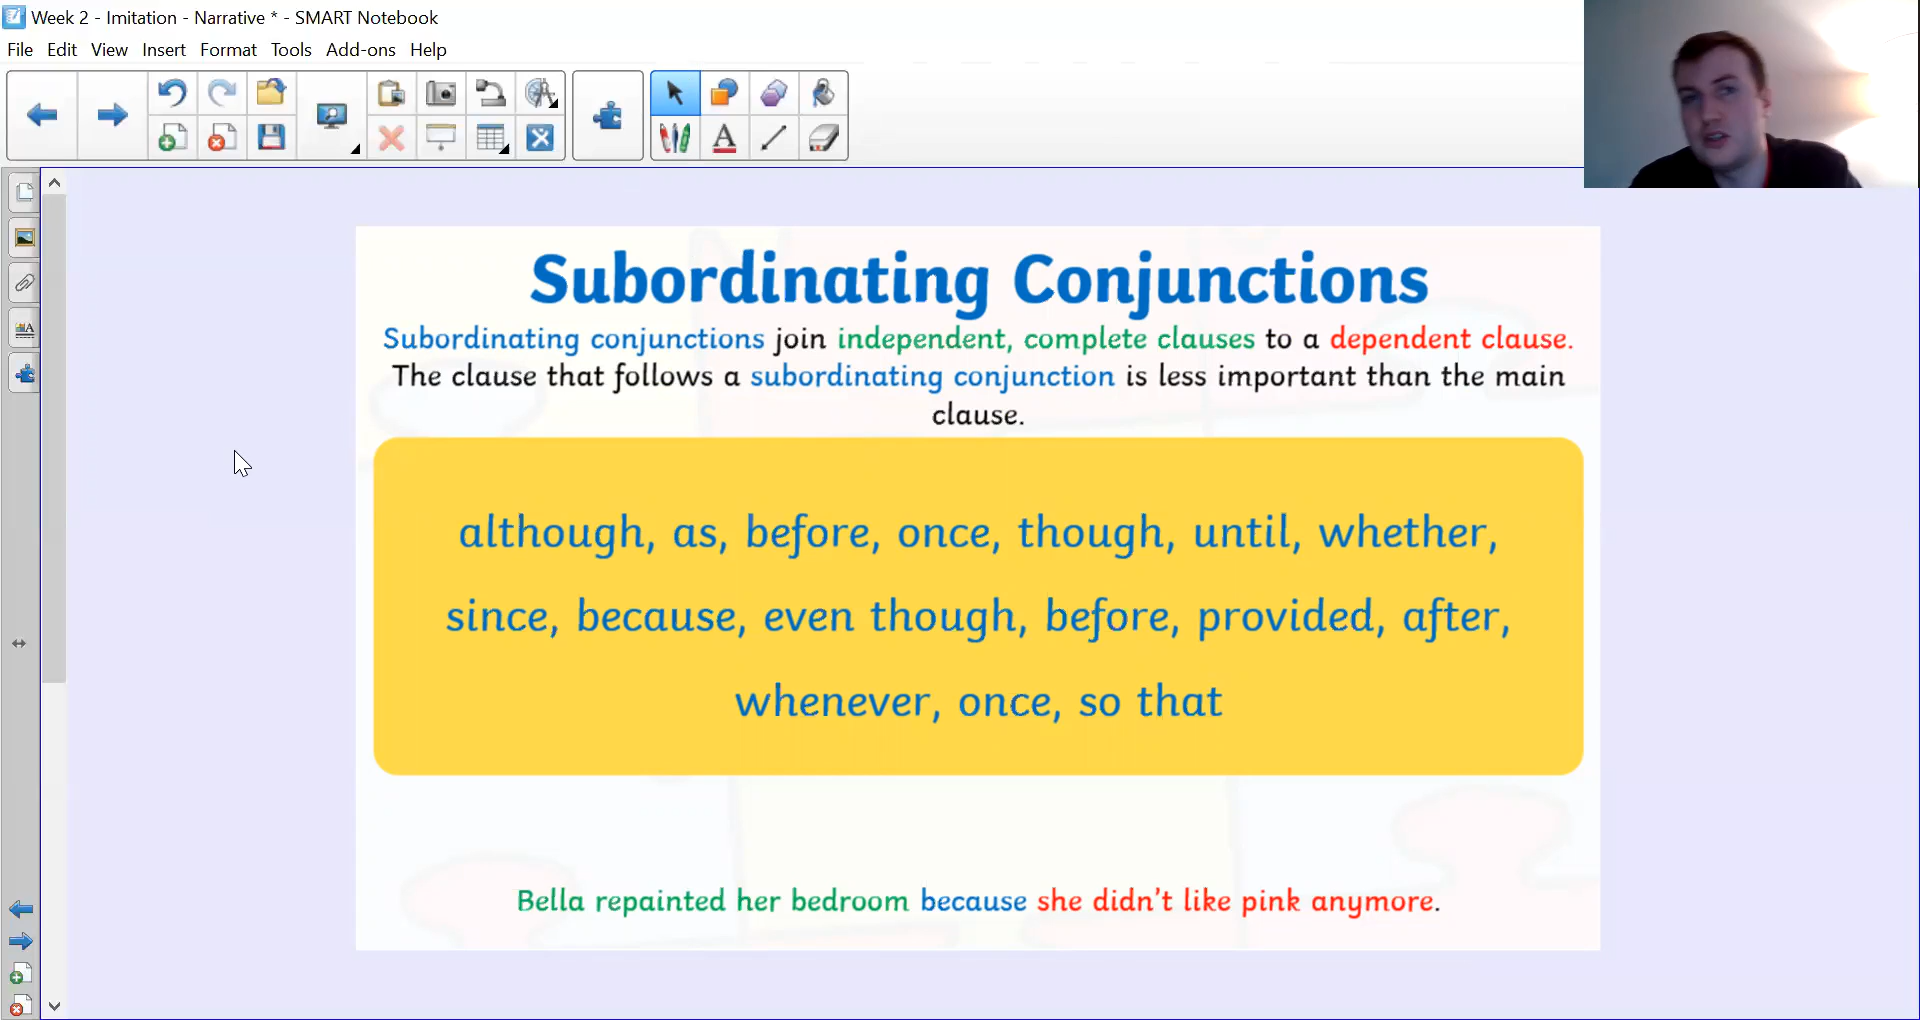 Week 2 - Imitation - Narrative * - SMART Notebook
File Edit View Insert Format Tools Add-ons Help
Subordinating Conjunctions
Subordinating conjunctions join independent, complete clauses to a dependent clause.
The clause that follows a subordinating conjunction is less important than the main
clause.
although, as, before, once, though, until, whether,
since, because, even though, before, provided, after,
whenever, once, so that
Bella repainted her bedroom because she didn't like pink anymore.